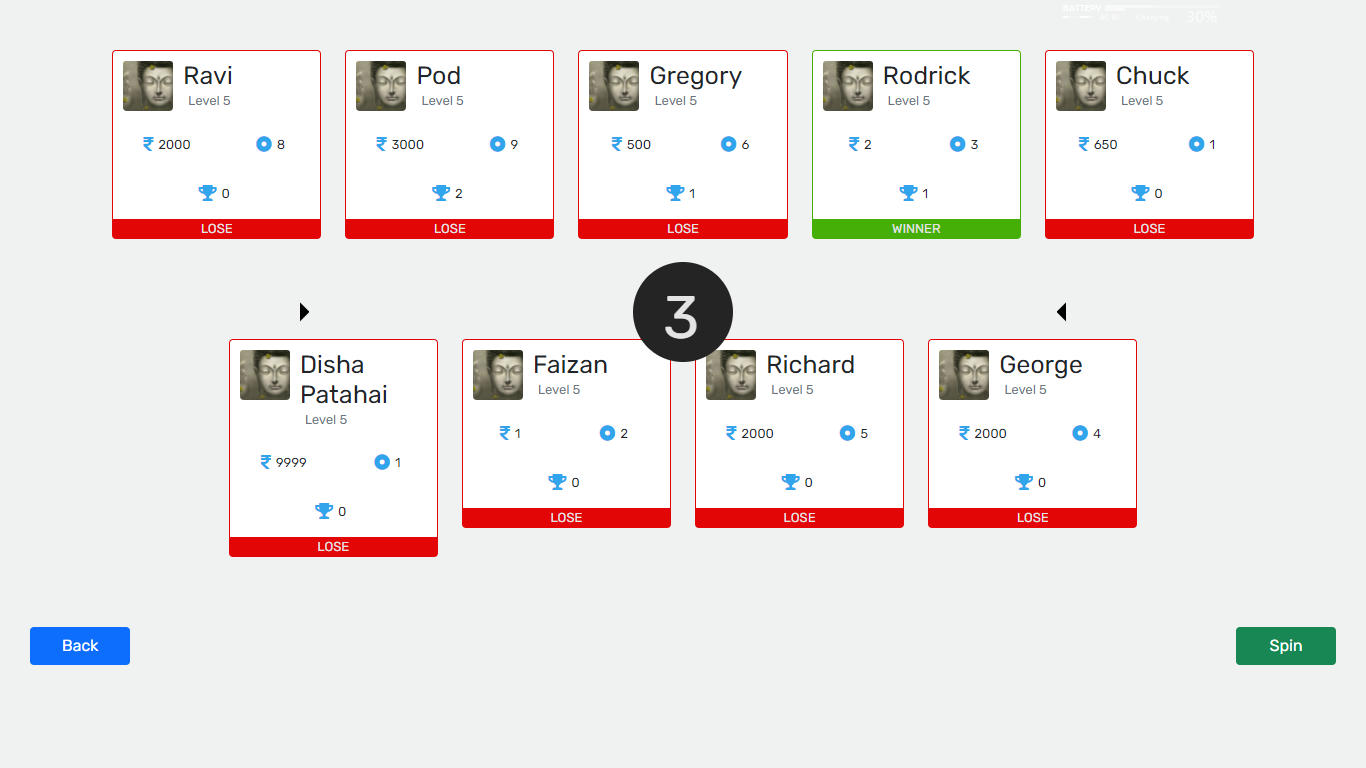 BATTERY
Charging
30%
Ravi
Level 5
₹ 2000 8
0
LOSE
Pod
Level 5
₹ 3000 9
2
LOSE
Gregory
Level 5
₹ 500 6
1
LOSE
Rodrick
Level 5
₹ 2 3
1
WINNER
Chuck
Level 5
₹ 650 1
0
LOSE
3
Disha
Patahai
Level 5
₹ 9999 1
0
LOSE
Faizan
Level 5
₹ 1 2
0
LOSE
Richard
Level 5
₹ 2000 5
0
LOSE
George
Level 5
₹ 2000 4
0
LOSE
Back
Spin